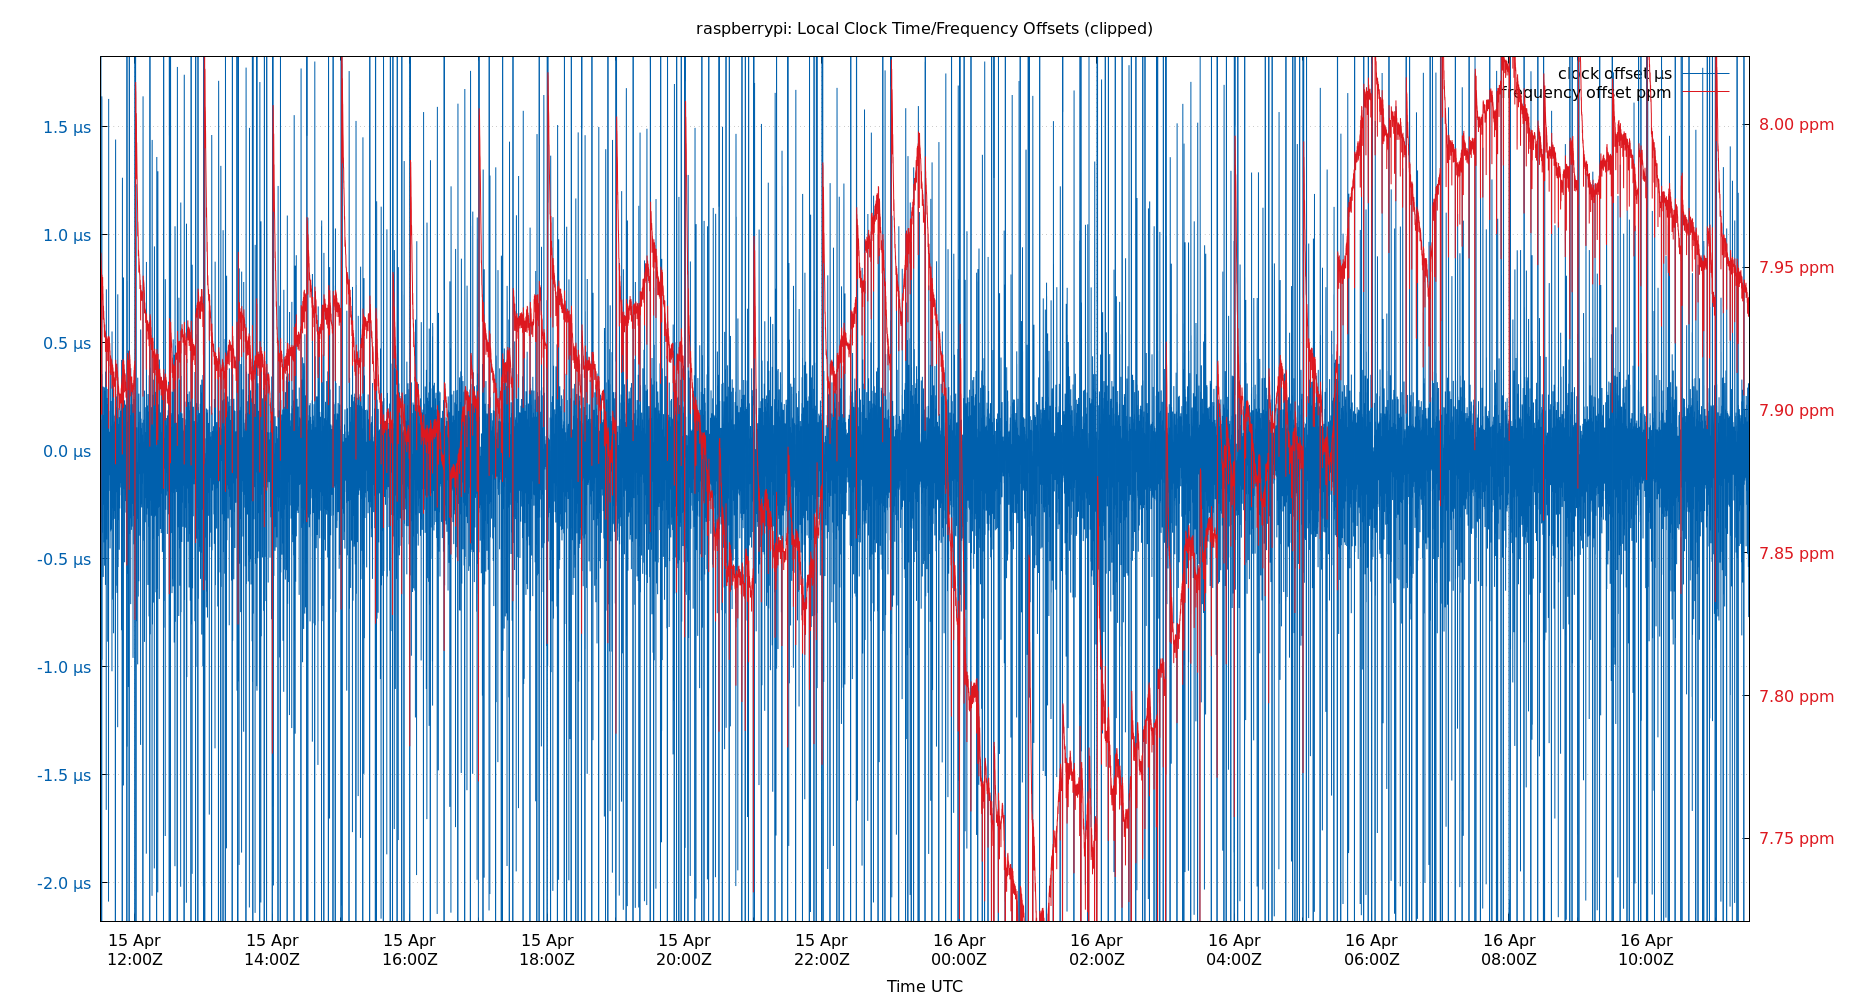 raspberrypi: Local Clock Time/Frequency Offsets (clipped)
clock offset µs
frequency offset ppm
1.5 µs
1.0 µs
0.5 µs
0.0 µs
-0.5 µs
-1.0 µs
-1.5 µs
-2.0 µs
8.00 ppm
7.95 ppm
7.90 ppm
7.85 ppm
7.80 ppm
7.75 ppm
15 Apr 15 Apr 15 Apr 15 Apr 15 Apr 15 Apr 16 Apr 16 Apr 16 Apr 16 Apr 16 Apr 16 Apr
12:00Z 14:00Z 16:00Z 18:00Z 20:00Z 22:00Z 00:00Z 02:00Z 04:00Z 06:00Z 08:00Z 10:00Z
Time UTC